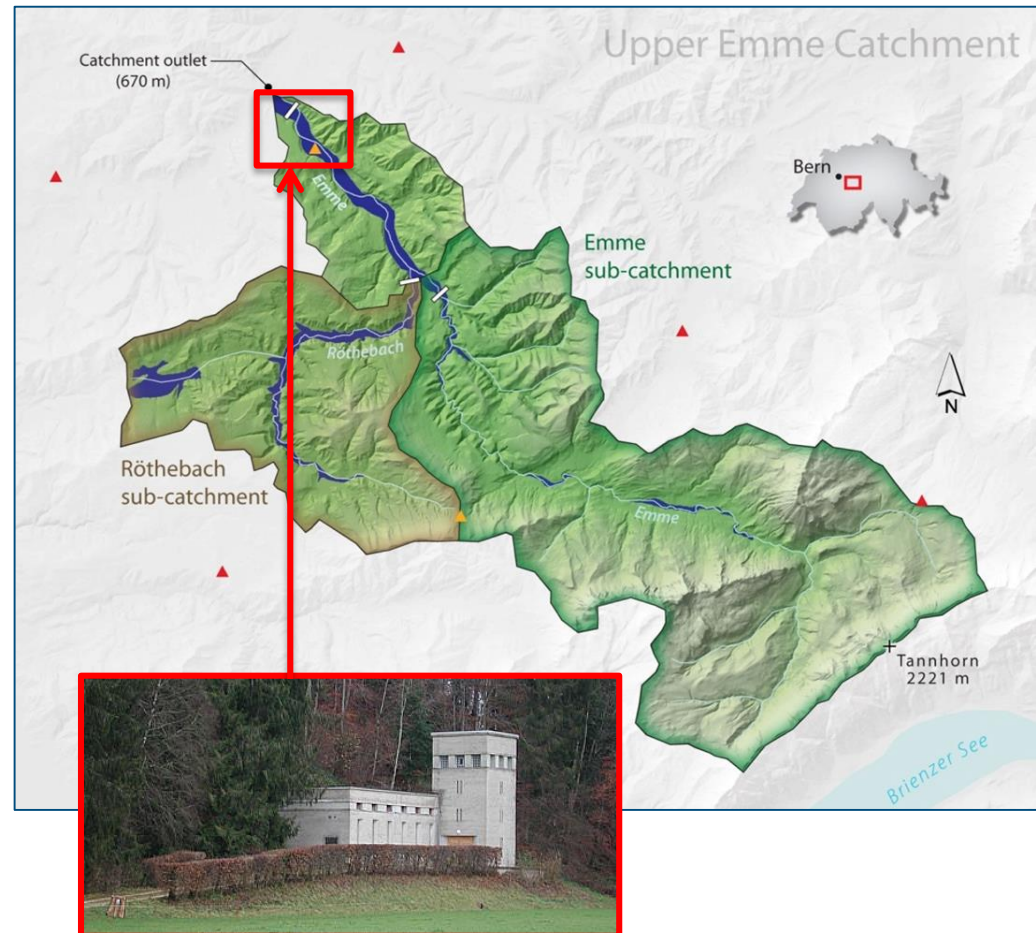 Upper Emme Catchment
Catchment outlet
(670 m)
Bern
Emme
Emme
sub-catchment
Röthebach
N
Röthebach
sub-catchment
Emme
Tannhorn
2221 m
Brienzer See